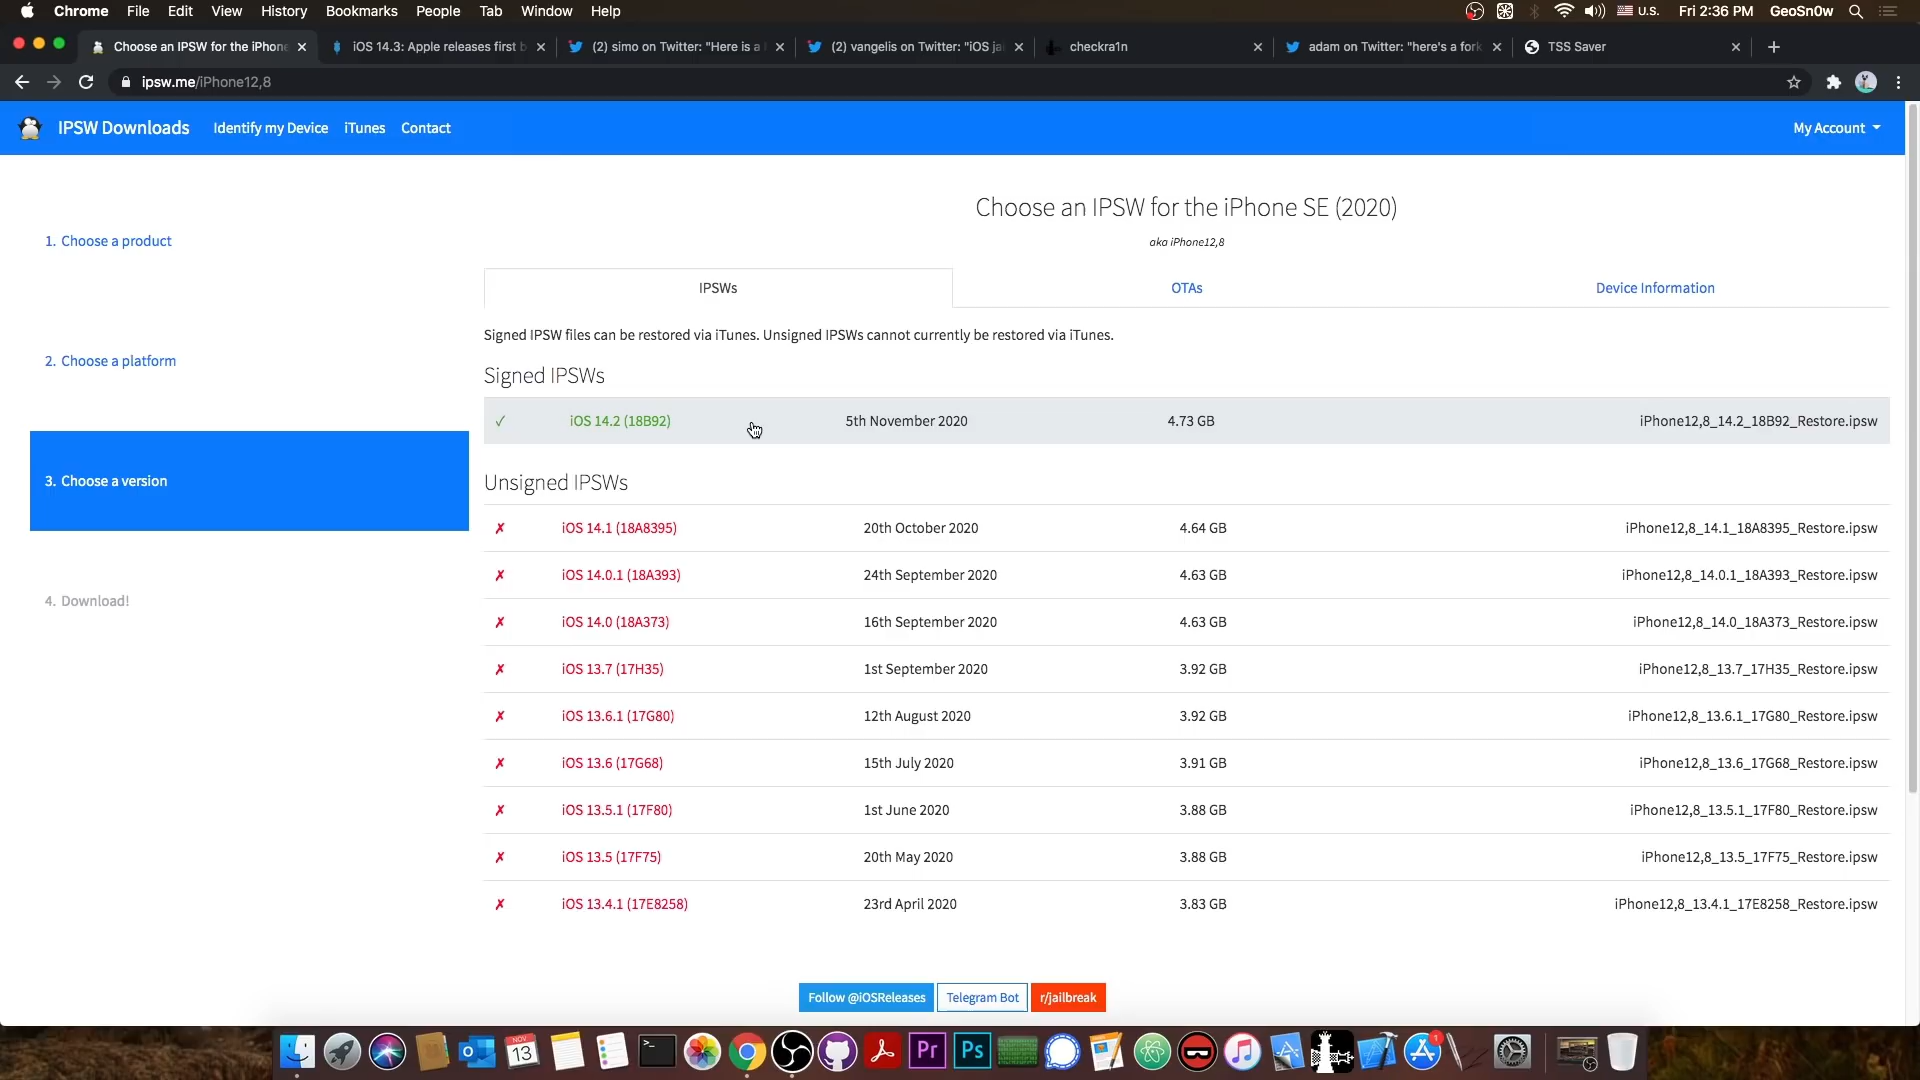 Chrome File Edit View History Bookmarks People Tab Window Help U.S. Fri 2:36 PM GeoSn0w
Choose an IPSW for the iPhone iOS 14.3: Apple releases first b (2) simo on Twitter: "Here is a (2) vangelis on Twitter: "iOS ja checkra1n adam on Twitter: "here's a fork TSS Saver
ipsw.me/iPhone12,8
IPSW Downloads Identify my Device iTunes Contact My Account
Choose an IPSW for the iPhone SE (2020)
aka iPhone12,8
1. Choose a product
2. Choose a platform
3. Choose a version
4. Download!
IPSWs OTAs Device Information
Signed IPSW files can be restored via iTunes. Unsigned IPSWs cannot currently be restored via iTunes.
Signed IPSWs
✓ iOS 14.2 (18B92) 5th November 2020 4.73 GB iPhone12,8_14.2_18B92_Restore.ipsw
Unsigned IPSWs
✗ iOS 14.1 (18A8395) 20th October 2020 4.64 GB iPhone12,8_14.1_18A8395_Restore.ipsw
✗ iOS 14.0.1 (18A393) 24th September 2020 4.63 GB iPhone12,8_14.0.1_18A393_Restore.ipsw
✗ iOS 14.0 (18A373) 16th September 2020 4.63 GB iPhone12,8_14.0_18A373_Restore.ipsw
✗ iOS 13.7 (17H35) 1st September 2020 3.92 GB iPhone12,8_13.7_17H35_Restore.ipsw
✗ iOS 13.6.1 (17G80) 12th August 2020 3.92 GB iPhone12,8_13.6.1_17G80_Restore.ipsw
✗ iOS 13.6 (17G68) 15th July 2020 3.91 GB iPhone12,8_13.6_17G68_Restore.ipsw
✗ iOS 13.5.1 (17F80) 1st June 2020 3.88 GB iPhone12,8_13.5.1_17F80_Restore.ipsw
✗ iOS 13.5 (17F75) 20th May 2020 3.88 GB iPhone12,8_13.5_17F75_Restore.ipsw
✗ iOS 13.4.1 (17E8258) 23rd April 2020 3.83 GB iPhone12,8_13.4.1_17E8258_Restore.ipsw
Follow @iOSReleases Telegram Bot r/jailbreak
NOV 13 Pr Ps 1